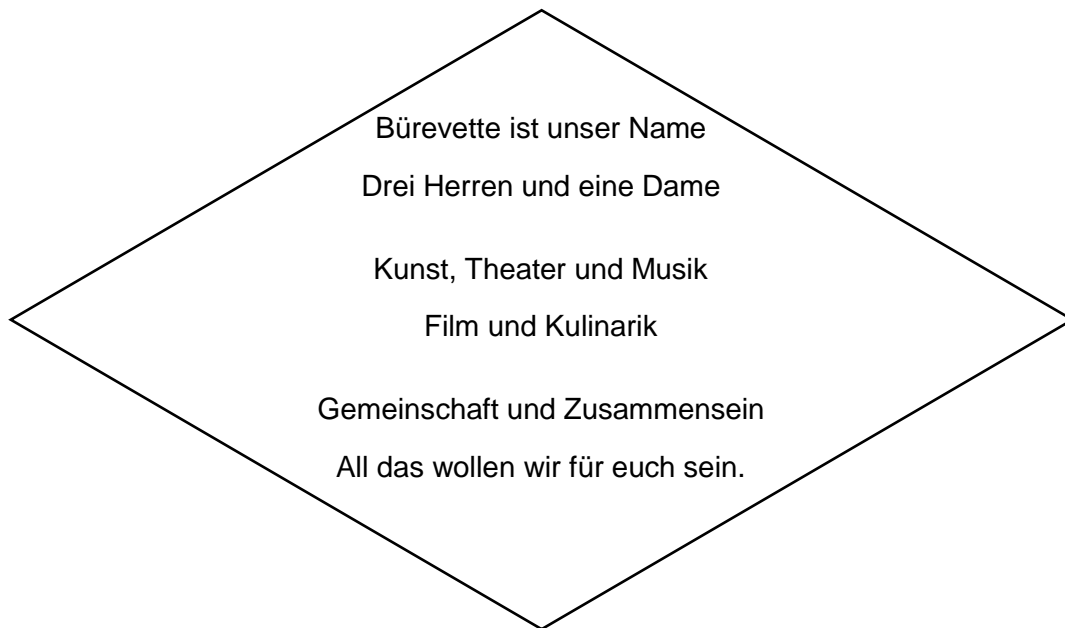 Bürevette ist unser Name
Drei Herren und eine Dame
Kunst, Theater und Musik
Film und Kulinarik
Gemeinschaft und Zusammensein
All das wollen wir für euch sein.